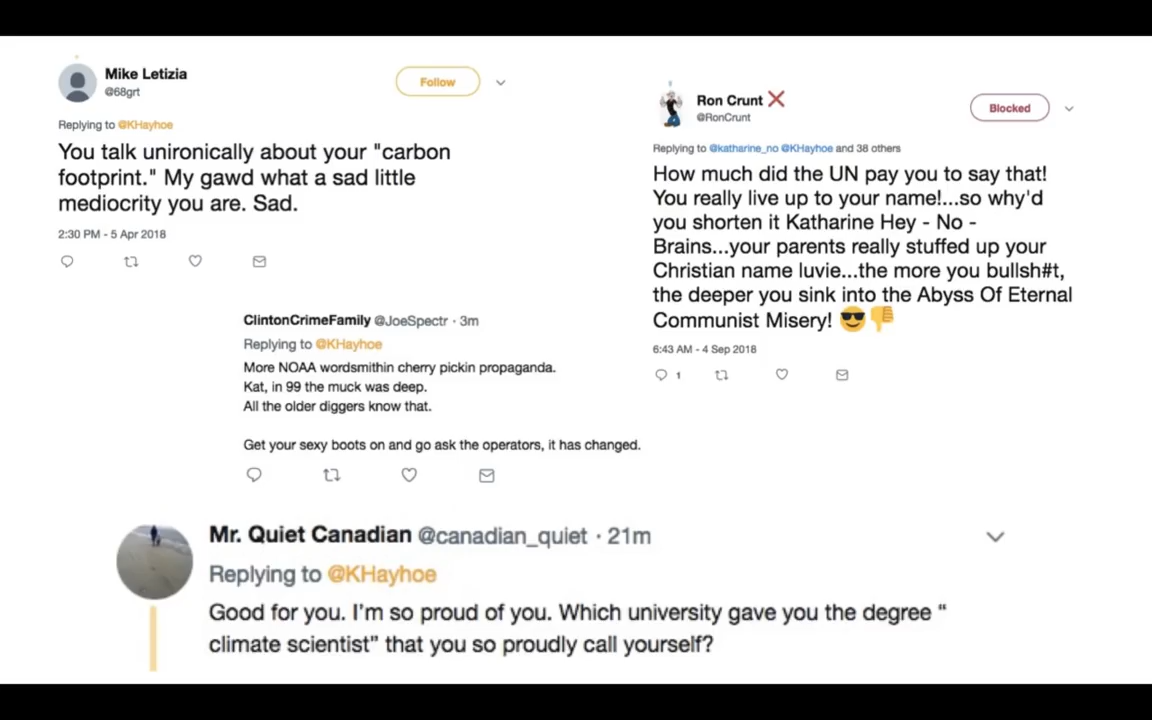 Mike Letizia
@68grt
Follow
Replying to @KHayhoe
You talk unironically about your "carbon
footprint." My gawd what a sad little
mediocrity you are. Sad.
2:30 PM - 5 Apr 2018
Ron Crunt ❌
@RonCrunt
Blocked
Replying to @katharine_no @KHayhoe and 38 others
How much did the UN pay you to say that!
You really live up to your name!...so why'd
you shorten it Katharine Hey - No -
Brains...your parents really stuffed up your
Christian name luvie...the more you bullsh#t,
the deeper you sink into the Abyss Of Eternal
Communist Misery! 😎👎
6:43 AM - 4 Sep 2018
1
ClintonCrimeFamily @JoeSpectr · 3m
Replying to @KHayhoe
More NOAA wordsmithin cherry pickin propaganda.
Kat, in 99 the muck was deep.
All the older diggers know that.
Get your sexy boots on and go ask the operators, it has changed.
Mr. Quiet Canadian @canadian_quiet · 21m
Replying to @KHayhoe
Good for you. I'm so proud of you. Which university gave you the degree “
climate scientist” that you so proudly call yourself?